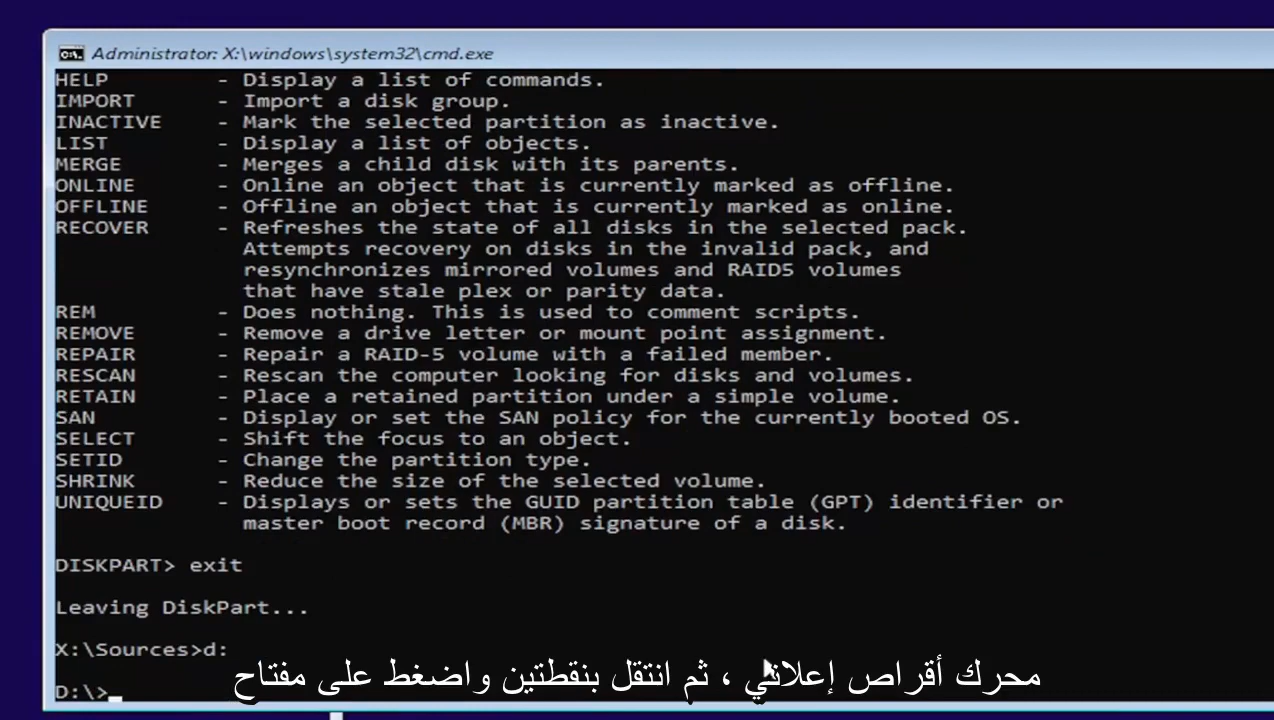 Administrator: X:\windows\system32\cmd.exe
HELP - Display a list of commands.
IMPORT - Import a disk group.
INACTIVE - Mark the selected partition as inactive.
LIST - Display a list of objects.
MERGE - Merges a child disk with its parents.
ONLINE - Online an object that is currently marked as offline.
OFFLINE - Offline an object that is currently marked as online.
RECOVER - Refreshes the state of all disks in the selected pack.
Attempts recovery on disks in the invalid pack, and
resynchronizes mirrored volumes and RAID5 volumes
that have stale plex or parity data.
REM - Does nothing. This is used to comment scripts.
REMOVE - Remove a drive letter or mount point assignment.
REPAIR - Repair a RAID-5 volume with a failed member.
RESCAN - Rescan the computer looking for disks and volumes.
RETAIN - Place a retained partition under a simple volume.
SAN - Display or set the SAN policy for the currently booted OS.
SELECT - Shift the focus to an object.
SETID - Change the partition type.
SHRINK - Reduce the size of the selected volume.
UNIQUEID - Displays or sets the GUID partition table (GPT) identifier or
master boot record (MBR) signature of a disk.
DISKPART> exit
Leaving DiskPart...
X:\Sources>d:
محرك أقراص إعلاني ، ثم انتقل بنقطتين واضغط على مفتاح
D:\>_